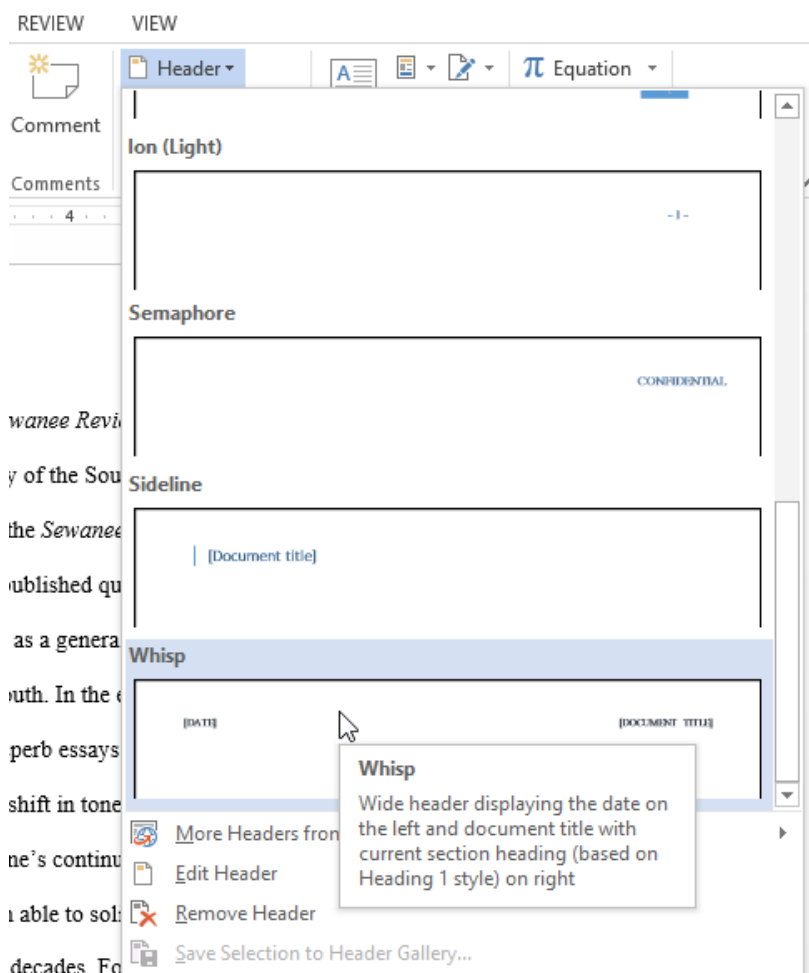 REVIEW VIEW
Header
A
π Equation
Comment
Comments
4
Ion (Light)
-1-
Semaphore
CONFIDENTIAL
wanee Revi
y of the Sou
Sideline
the Sewanee
[Document title]
published qu
as a genera
Whisp
outh. In the e
[DATE] [DOCUMENT TITLE]
perb essays
Whisp
shift in tone
Wide header displaying the date on
the left and document title with
current section heading (based on
Heading 1 style) on right
More Headers from
ne's continu
Edit Header
n able to sol
Remove Header
decades. Fo
Save Selection to Header Gallery...